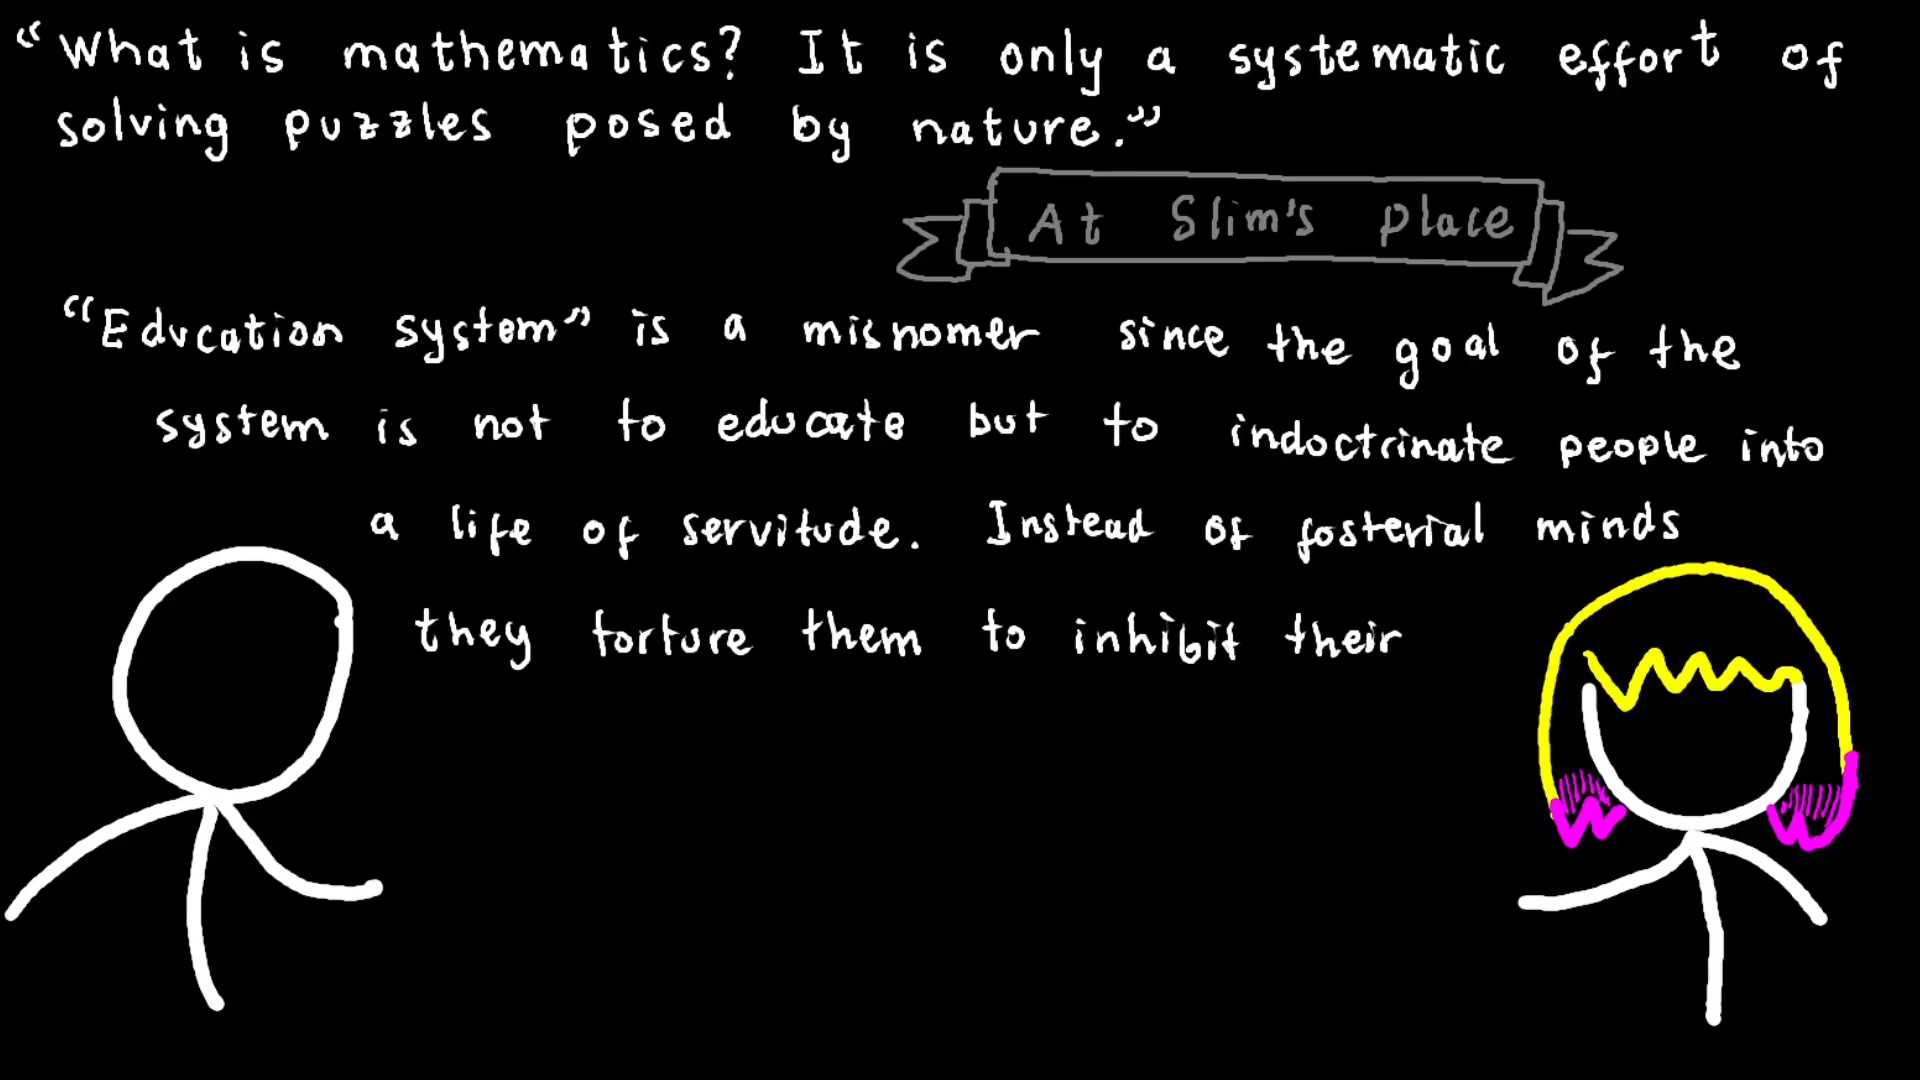 “What is mathematics? It is only a systematic effort of
solving puzzles posed by nature.”
At Slim's place
“Education system” is a misnomer since the goal of the
system is not to educate but to indoctrinate people into
a life of servitude. Instead of fosterial minds
they torture them to inhibit their